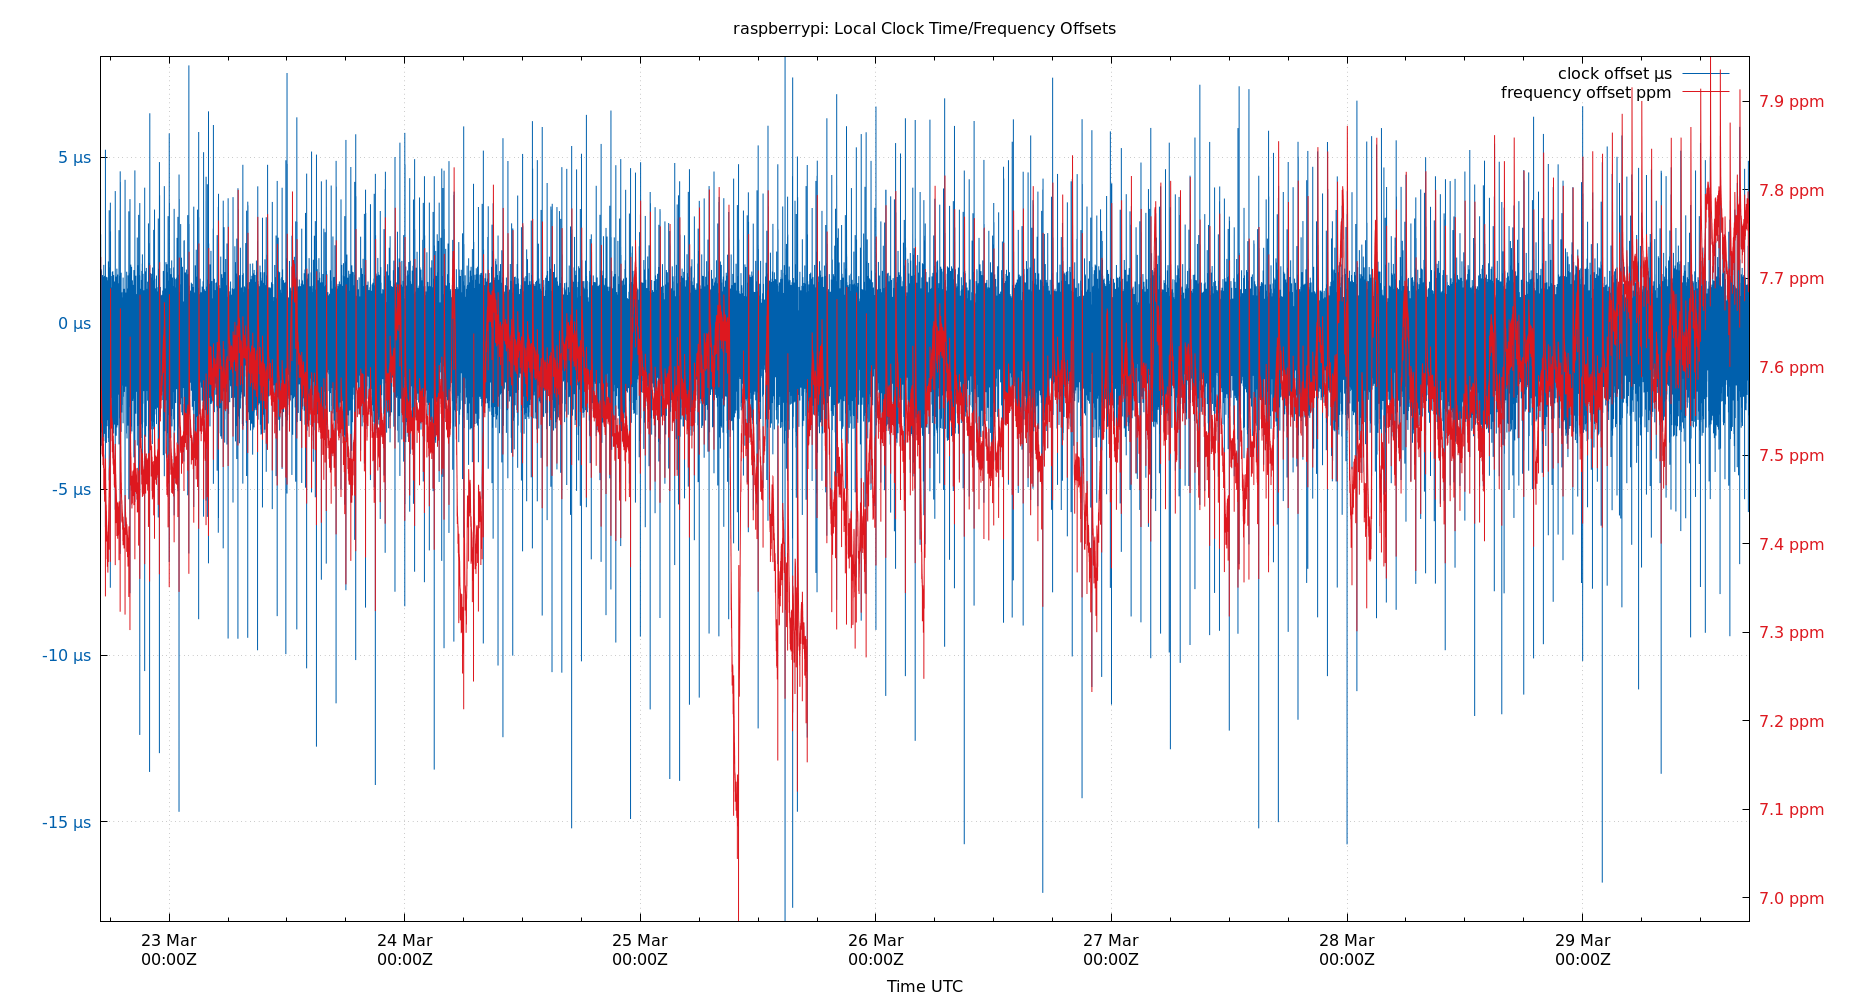 raspberrypi: Local Clock Time/Frequency Offsets
clock offset µs
frequency offset ppm
5 µs
0 µs
-5 µs
-10 µs
-15 µs
7.9 ppm
7.8 ppm
7.7 ppm
7.6 ppm
7.5 ppm
7.4 ppm
7.3 ppm
7.2 ppm
7.1 ppm
7.0 ppm
23 Mar
00:00Z
24 Mar
00:00Z
25 Mar
00:00Z
26 Mar
00:00Z
27 Mar
00:00Z
28 Mar
00:00Z
29 Mar
00:00Z
Time UTC